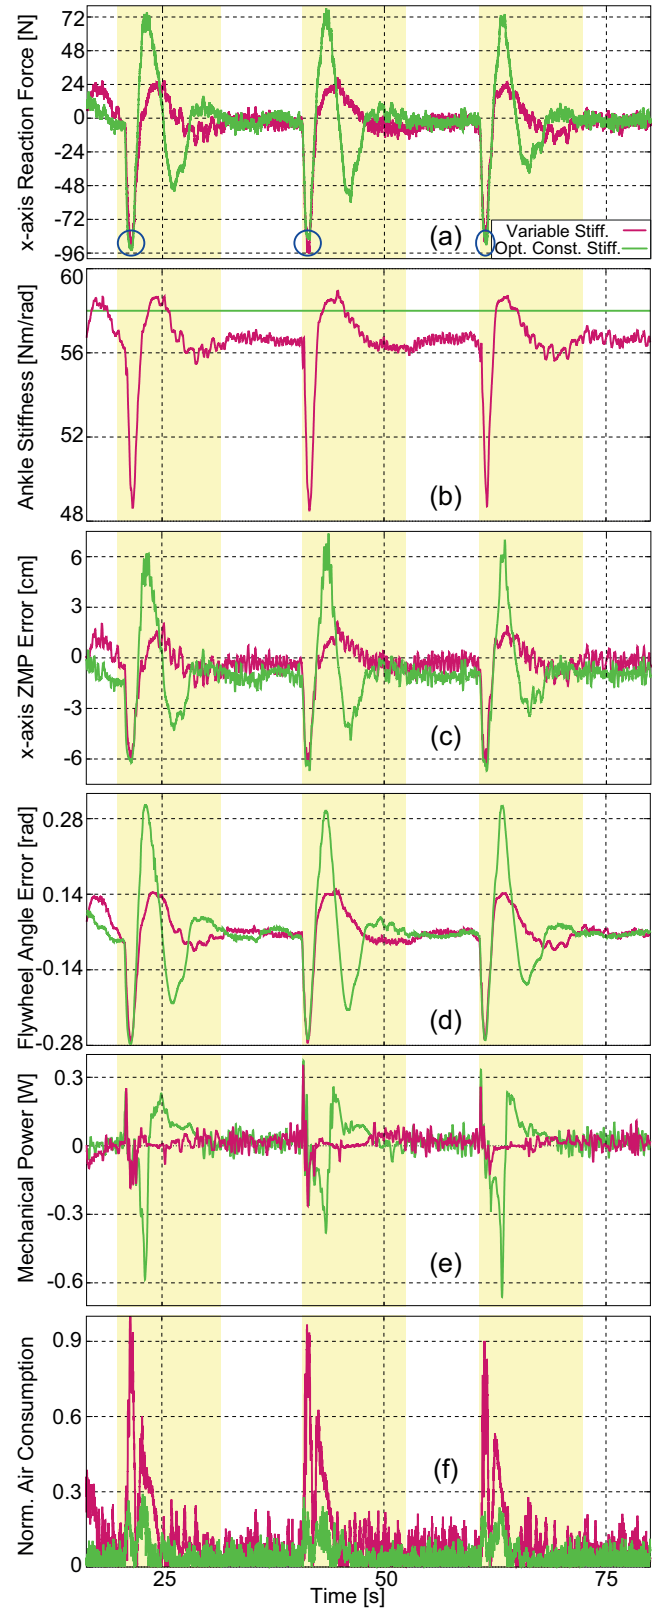 x-axis Reaction Force [N]
72
48
24
0
-24
-48
-72
-96
(a)
Variable Stiff.
Opt. Const. Stiff.
Ankle Stiffness [Nm/rad]
60
56
52
48
(b)
x-axis ZMP Error [cm]
6
3
0
-3
-6
(c)
Flywheel Angle Error [rad]
0.28
0.14
-0.14
-0.28
(d)
Mechanical Power [W]
0.3
0
-0.3
-0.6
(e)
Norm. Air Consumption
0.9
0.6
0.3
0
(f)
25 50 75
Time [s]